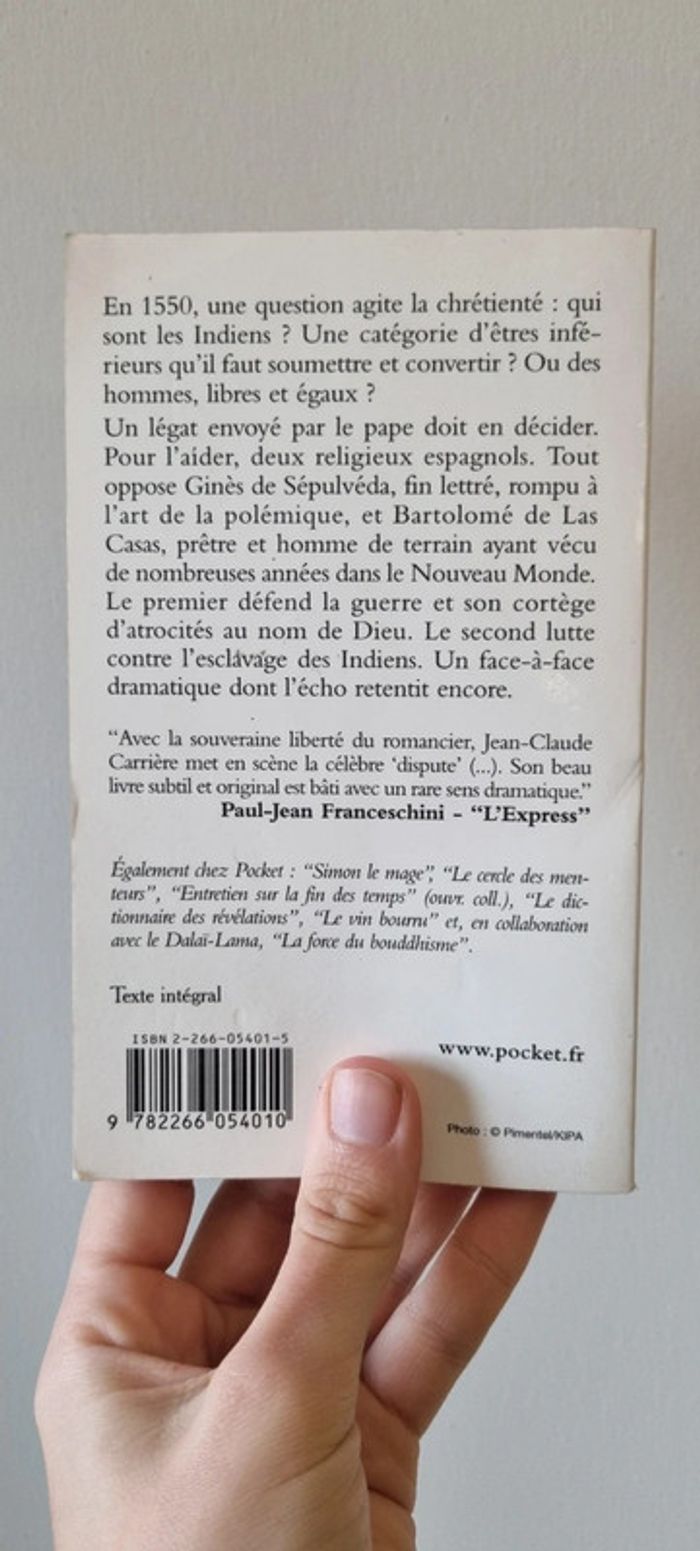 En 1550, une question agite la chrétienté : qui
sont les Indiens ? Une catégorie d'êtres infé-
rieurs qu'il faut soumettre et convertir ? Ou des
hommes, libres et égaux ?
Un légat envoyé par le pape doit en décider.
Pour l'aider, deux religieux espagnols. Tout
oppose Ginès de Sépulvéda, fin lettré, rompu à
l'art de la polémique, et Bartolomé de Las
Casas, prêtre et homme de terrain ayant vécu
de nombreuses années dans le Nouveau Monde.
Le premier défend la guerre et son cortège
d'atrocités au nom de Dieu. Le second lutte
contre l'esclavage des Indiens. Un face-à-face
dramatique dont l'écho retentit encore.
"Avec la souveraine liberté du romancier, Jean-Claude
Carrière met en scène la célèbre 'dispute' (...). Son beau
livre subtil et original est bâti avec un rare sens dramatique."
Paul-Jean Franceschini - "L'Express"
Également chez Pocket : "Simon le mage", "Le cercle des men-
teurs", "Entretien sur la fin des temps" (ouvr. coll.), "Le dic-
tionnaire des révélations", "Le vin bourru" et, en collaboration
avec le Dalaï-Lama, "La force du bouddhisme".
Texte intégral
ISBN 2-266-05401-5
www.pocket.fr
9 782266 054010
Photo : © Pimentel/KIPA